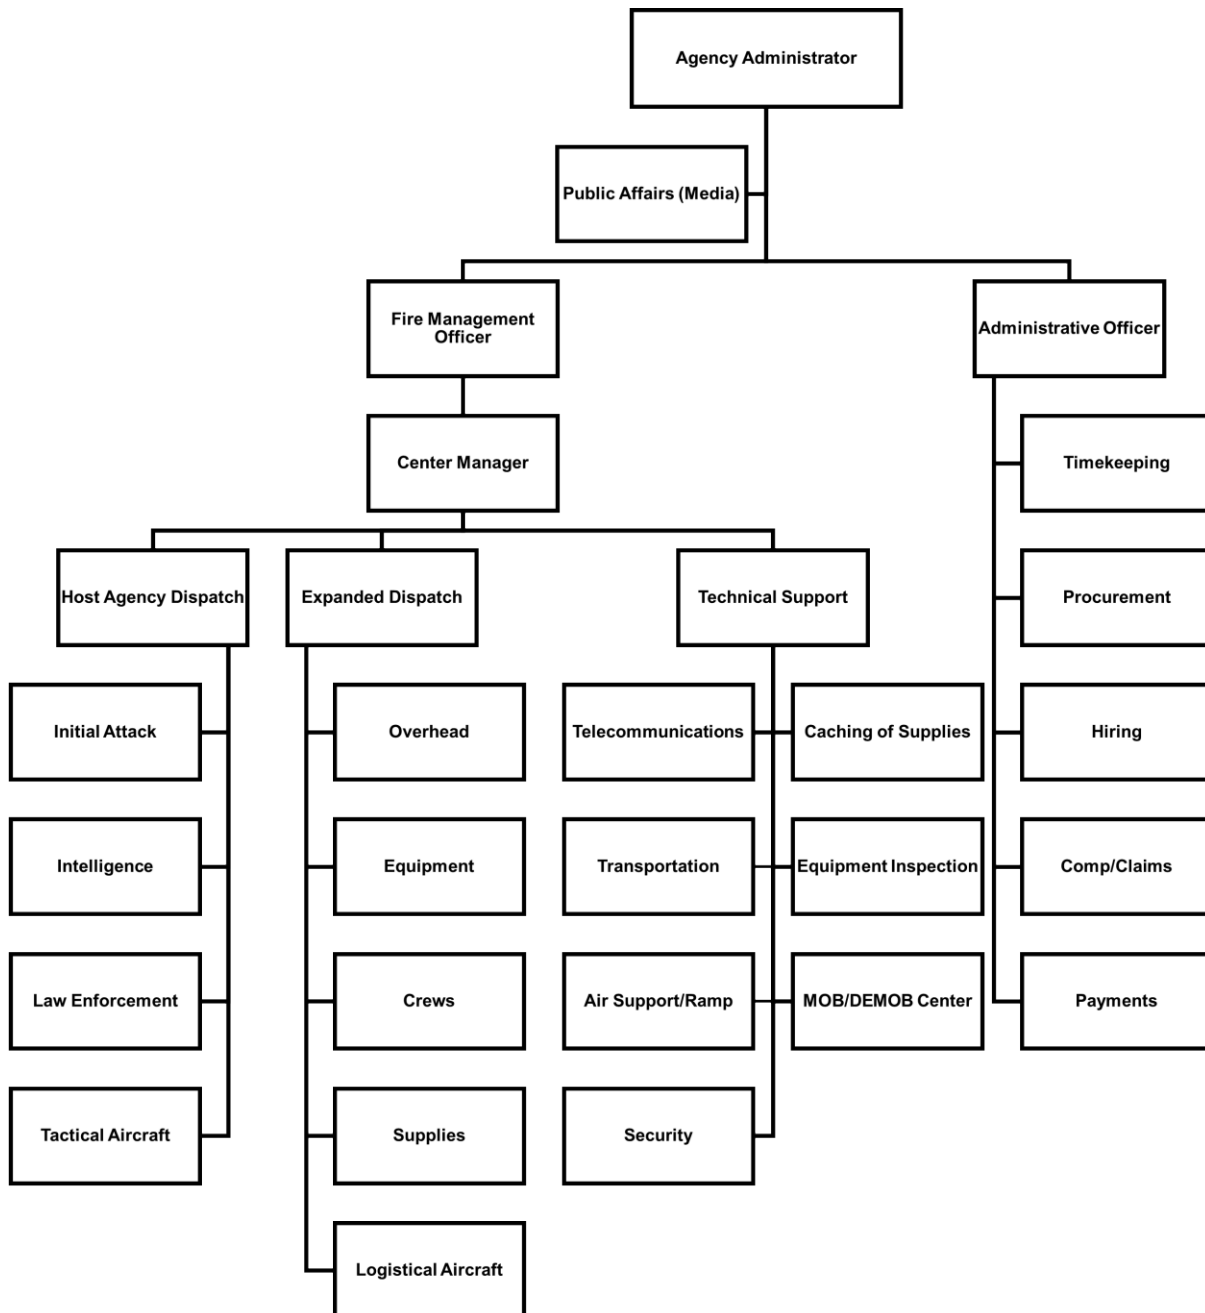 Agency Administrator
Public Affairs (Media)
Fire Management
Officer
Administrative Officer
Center Manager
Timekeeping
Host Agency Dispatch
Expanded Dispatch
Technical Support
Procurement
Initial Attack
Overhead
Telecommunications
Caching of Supplies
Hiring
Intelligence
Equipment
Transportation
Equipment Inspection
Comp/Claims
Law Enforcement
Crews
Air Support/Ramp
MOB/DEMOB Center
Payments
Tactical Aircraft
Supplies
Security
Logistical Aircraft